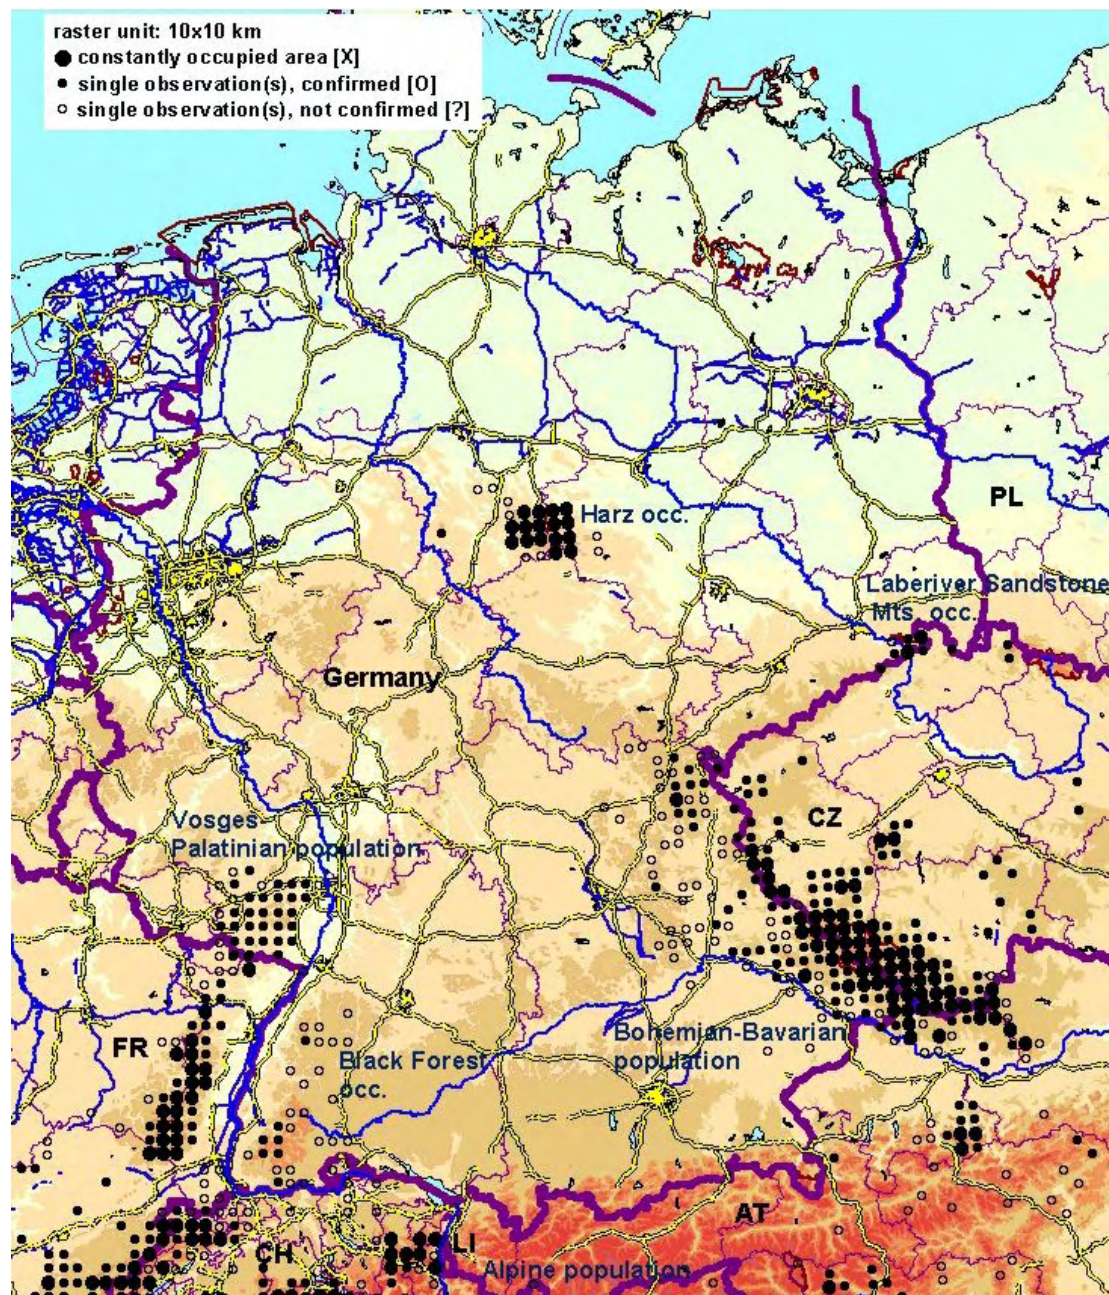 raster unit: 10x10 km
constantly occupied area [X]
single observation(s), confirmed [O]
single observation(s), not confirmed [?]
PL
Harz occ.
Laberiver Sandstone
Mts. occ.
Germany
Vosges-
Palatinian population
CZ
FR
Black Forest
occ.
Bohemian-Bavarian
population
AT
CH
LI
Alpine population